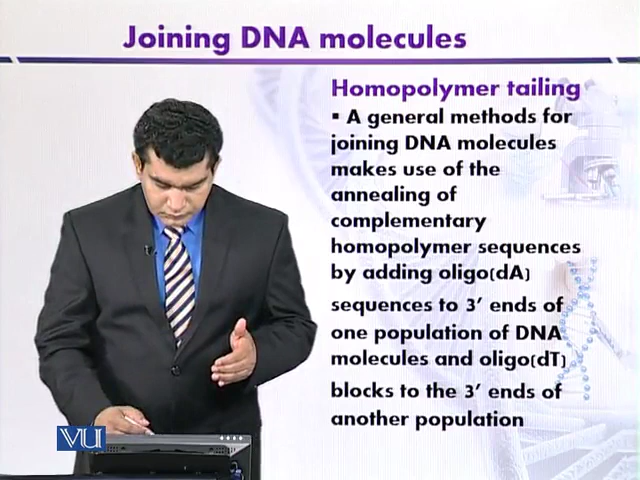 Joining DNA molecules
Homopolymer tailing
▪ A general methods for
joining DNA molecules
makes use of the
annealing of
complementary
homopolymer sequences
by adding oligo(dA)
sequences to 3' ends of
one population of DNA
molecules and oligo(dT)
blocks to the 3' ends of
another population
VU